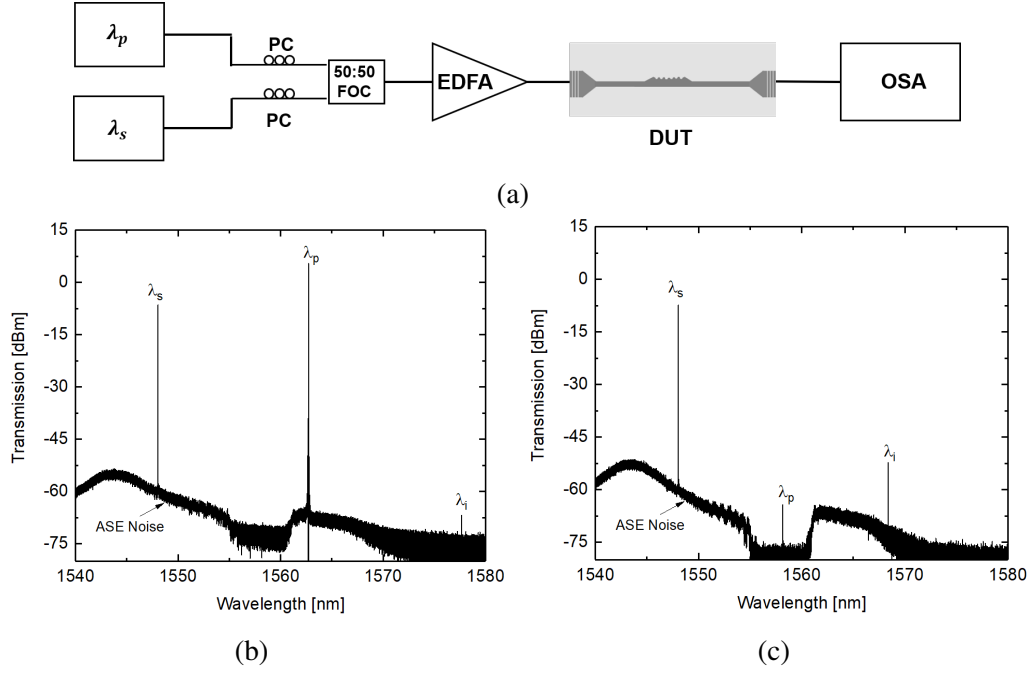 λp
PC
50:50
FOC
EDFA
OSA
λs
PC
DUT
(a)
15
0
-15
-30
-45
-60
-75
Transmission [dBm]
λs
λp
λi
ASE Noise
1540
1550
1560
1570
1580
Wavelength [nm]
(b)
15
0
-15
-30
-45
-60
-75
Transmission [dBm]
λs
λp
λi
ASE Noise
1540
1550
1560
1570
1580
Wavelength [nm]
(c)